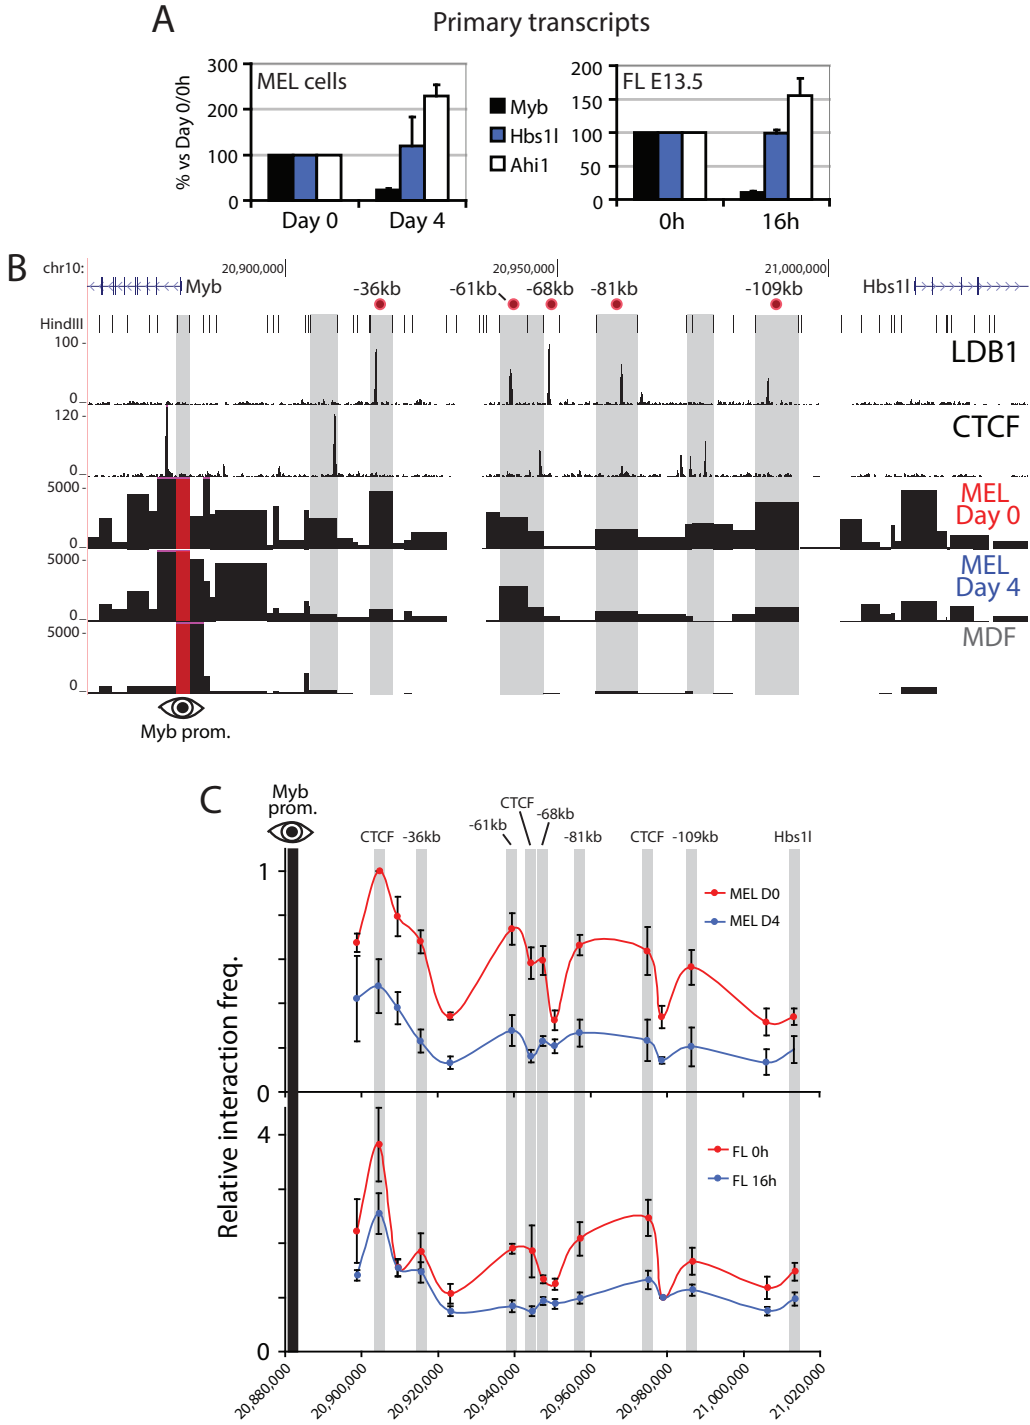 A
Primary transcripts
% vs Day 0/0h
300
200
100
0
MEL cells
Day 0
Day 4
Myb
Hbs1l
Ahi1
200
150
100
50
0
FL E13.5
0h
16h
B
chr10:
20,900,000
20,950,000
21,000,000
Myb
-36kb
-61kb
-68kb
-81kb
-109kb
Hbs1l
HindIII
100
0
LDB1
120
0
CTCF
5000
0
MEL
Day 0
5000
0
MEL
Day 4
5000
0
MDF
Myb prom.
C
Myb
prom.
CTCF
-36kb
-61kb
CTCF
-68kb
-81kb
CTCF
-109kb
Hbs1l
Relative interaction freq.
1
0
MEL D0
MEL D4
4
0
FL 0h
FL 16h
20,880,000
20,900,000
20,920,000
20,940,000
20,960,000
20,980,000
21,000,000
21,020,000